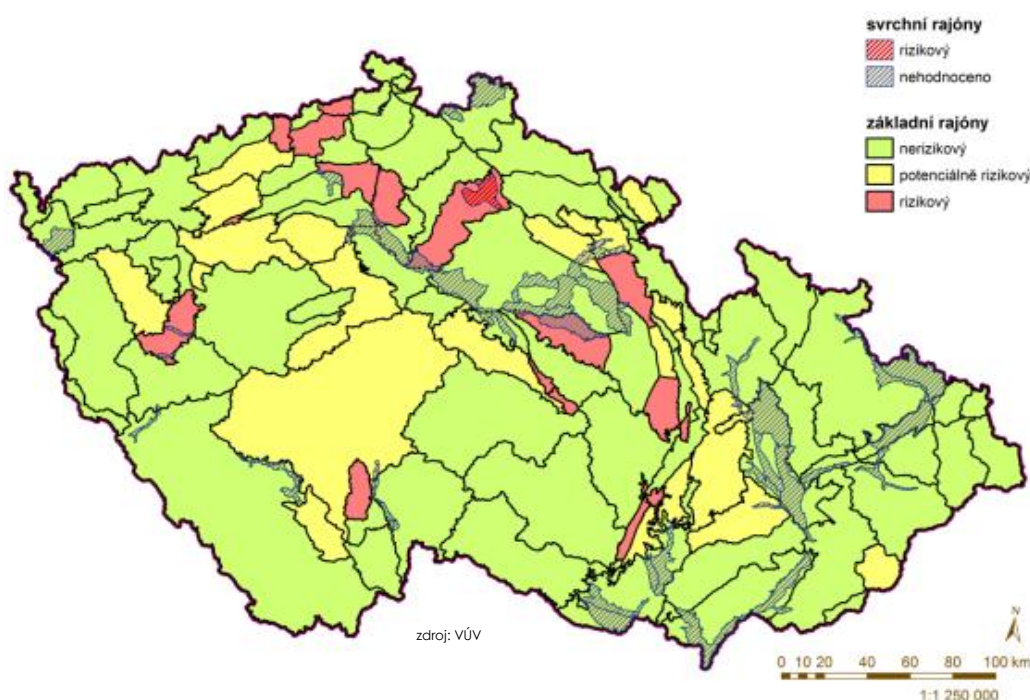 svrchní rajóny
rizikový
nehodnoceno
základní rajóny
nerizikový
potenciálně rizikový
rizikový
zdroj: VÚV
N
0 10 20 40 60 80 100 km
1:1 250 000